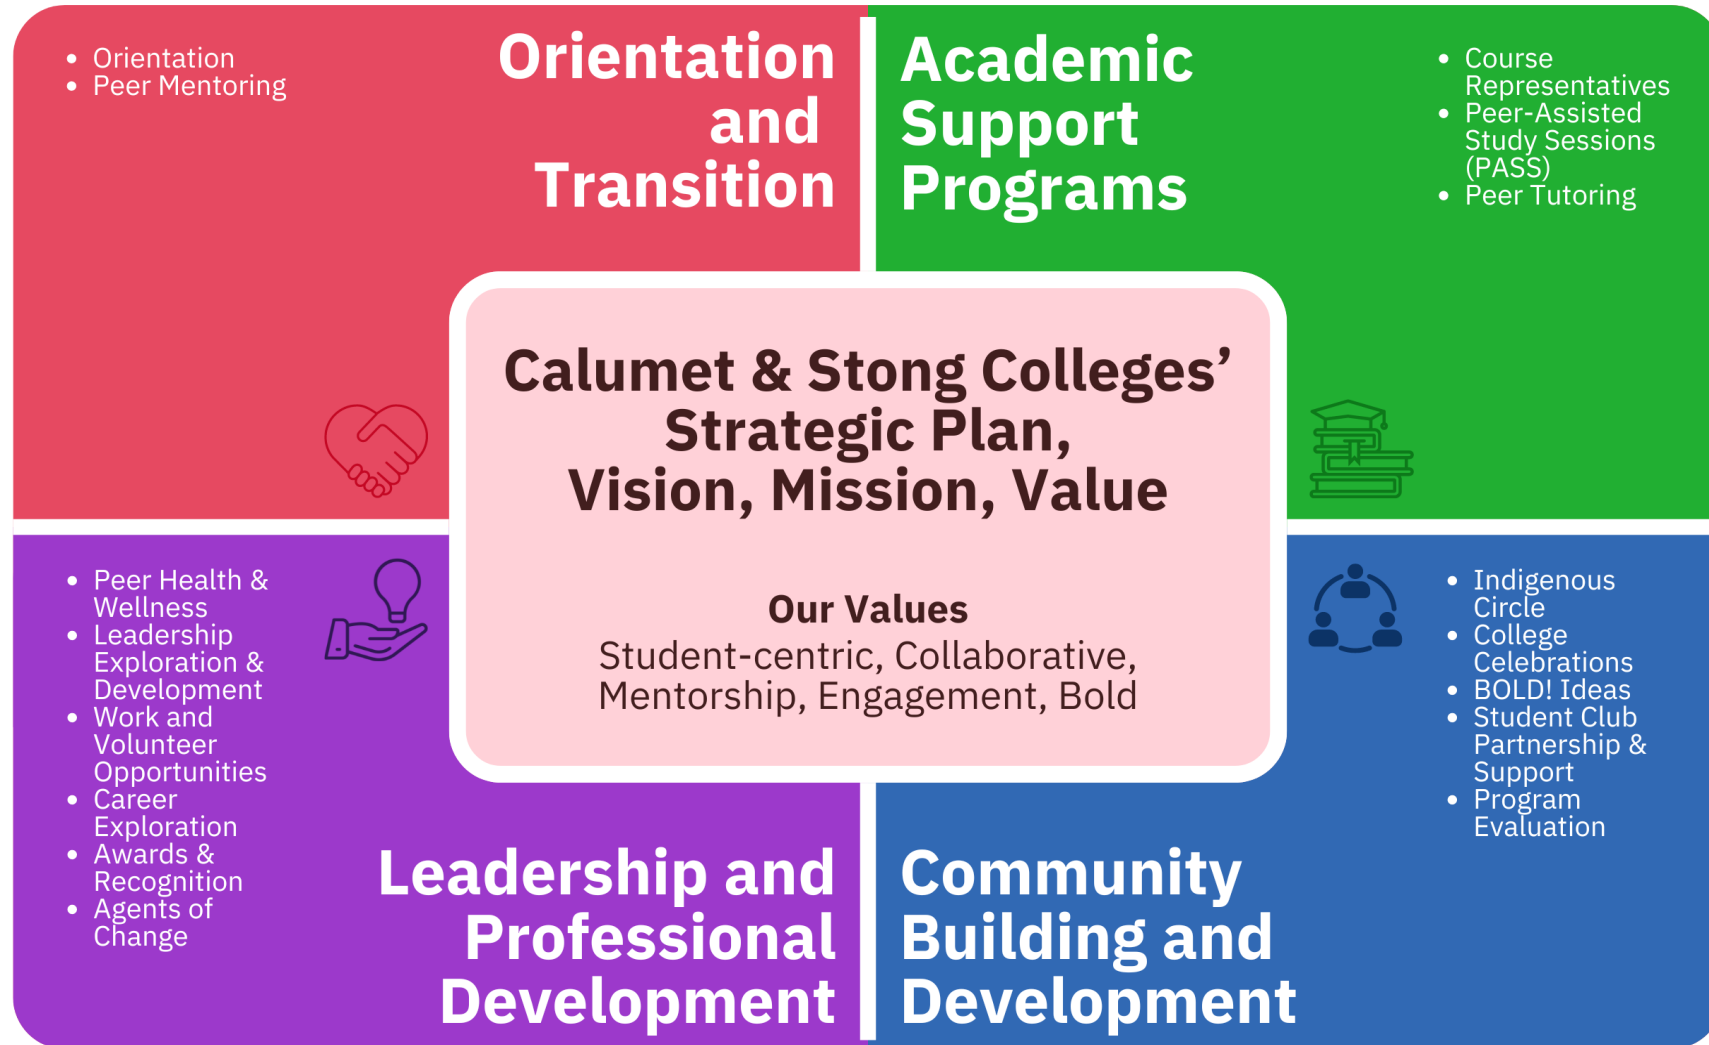 Orientation
Peer Mentoring
Orientation
and
Transition
Academic
Support
Programs
Course
Representatives
Peer-Assisted
Study Sessions
(PASS)
Peer Tutoring
Calumet & Stong Colleges’
Strategic Plan,
Vision, Mission, Value
Our Values
Student-centric, Collaborative,
Mentorship, Engagement, Bold
Peer Health &
Wellness
Leadership
Exploration &
Development
Work and
Volunteer
Opportunities
Career
Exploration
Awards &
Recognition
Agents of
Change
Leadership and
Professional
Development
Indigenous
Circle
College
Celebrations
BOLD! Ideas
Student Club
Partnership &
Support
Program
Evaluation
Community
Building and
Development